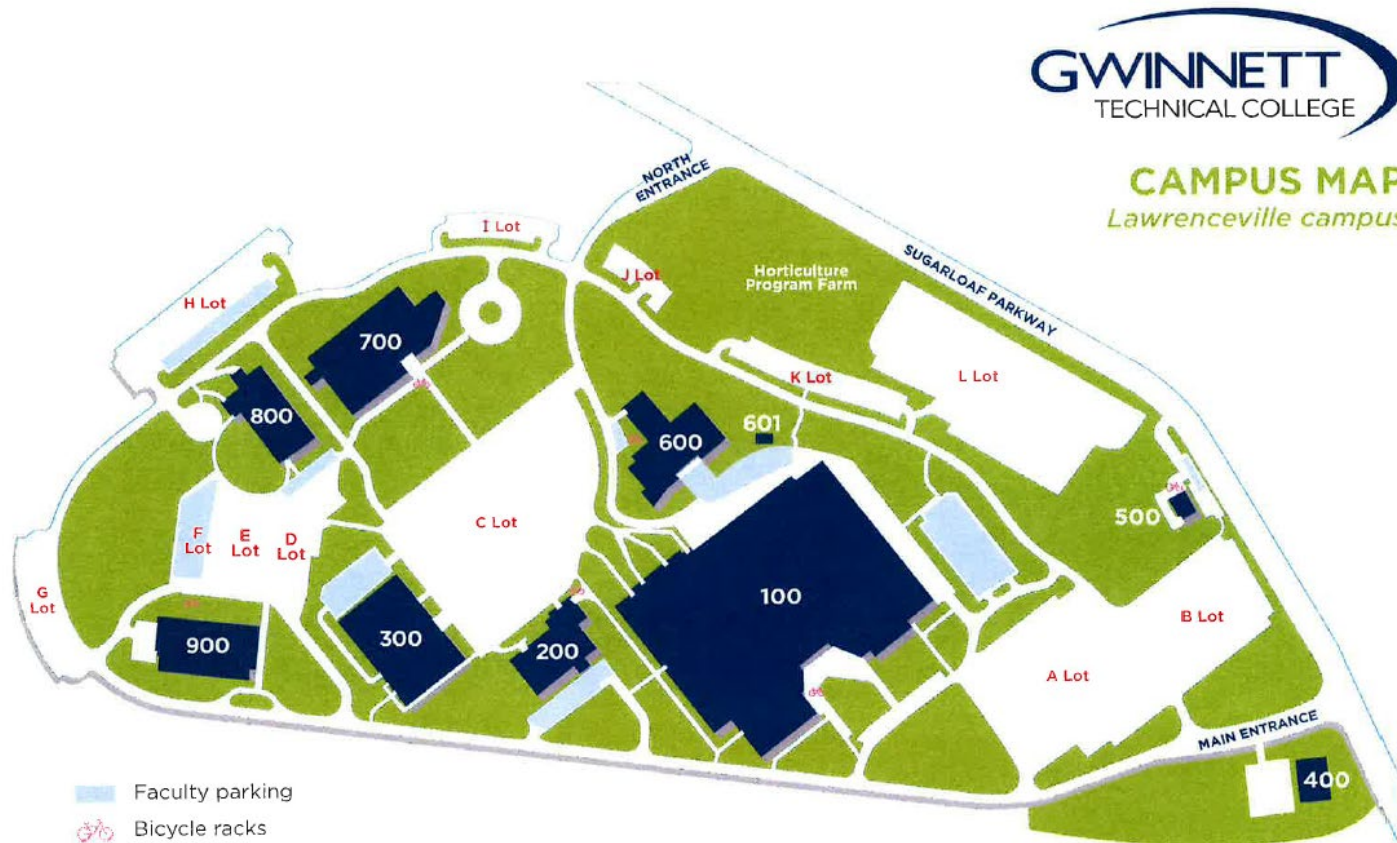 GWINNETT
TECHNICAL COLLEGE
CAMPUS MAP
Lawrenceville campus
NORTH
ENTRANCE
I Lot
SUGARLOAF PARKWAY
H Lot
J Lot
Horticulture
Program Farm
700
K Lot
L Lot
800
600
601
500
C Lot
F
Lot
E
Lot
D
Lot
G
Lot
100
B Lot
900
300
200
A Lot
MAIN ENTRANCE
400
Faculty parking
Bicycle racks